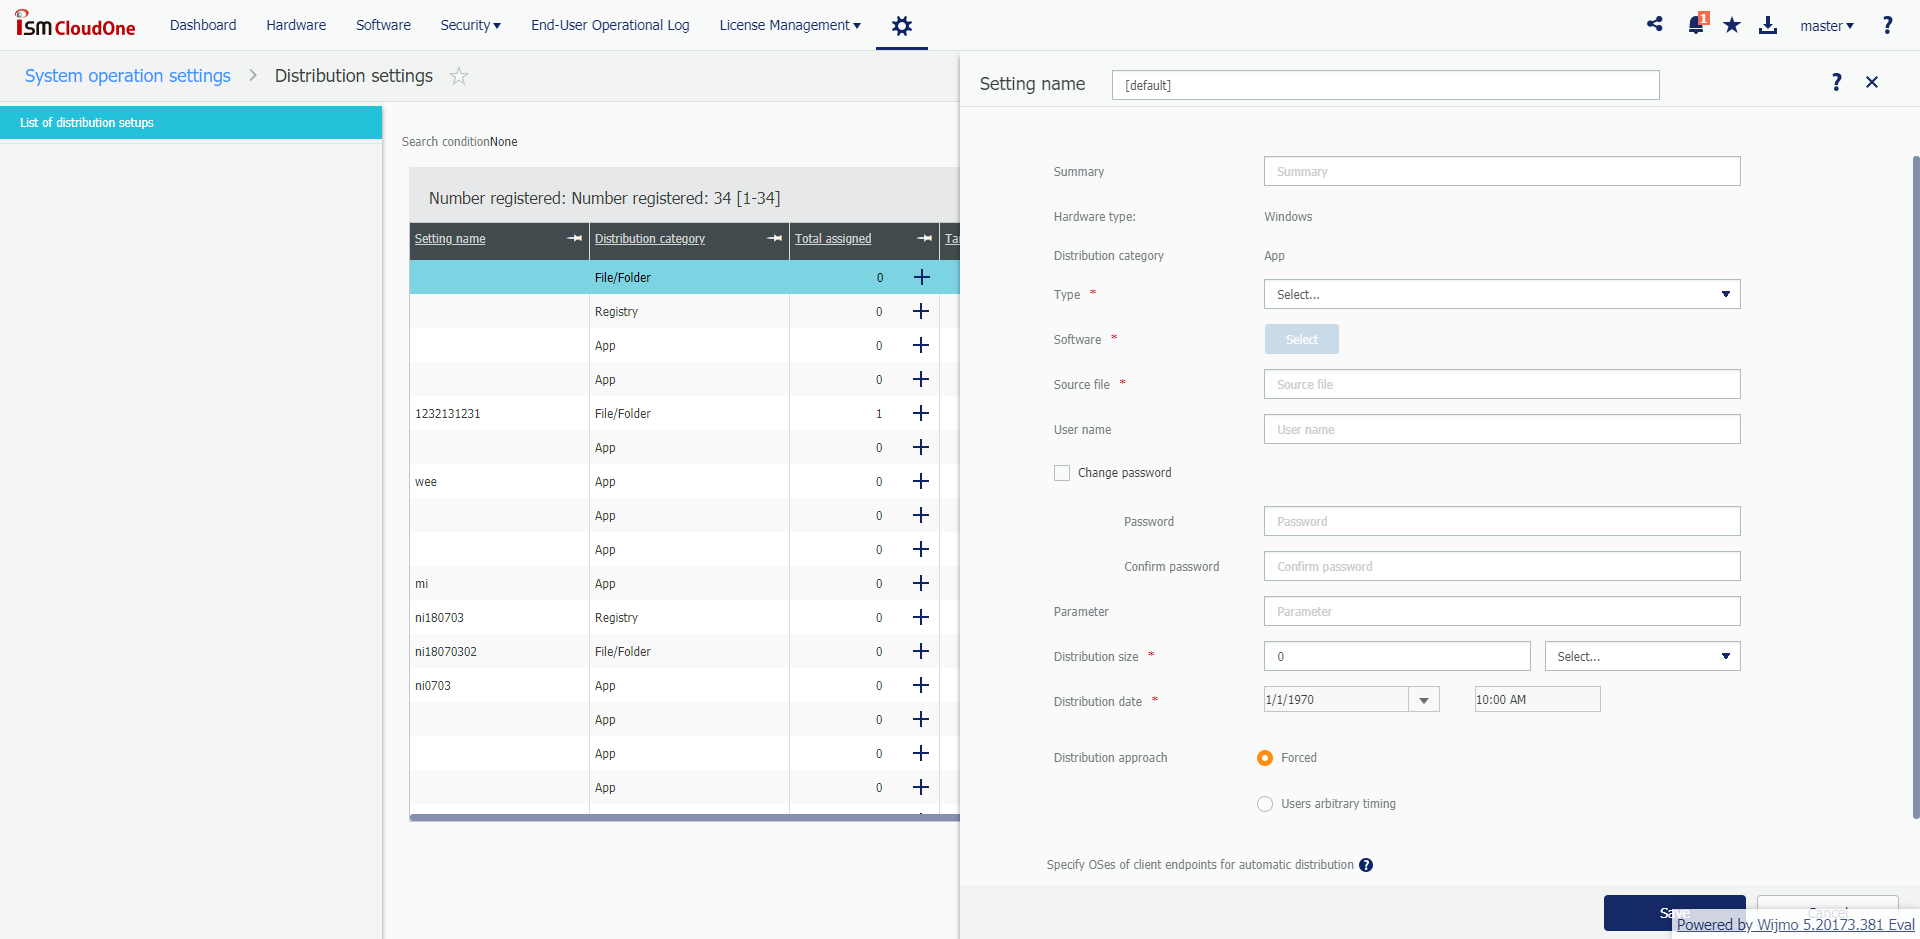 ISM CloudOne
Dashboard
Hardware
Software
Security
End-User Operational Log
License Management
1
master
?
System operation settings > Distribution settings
Setting name
[default]
?
List of distribution setups
Search conditionNone
Number registered: Number registered: 34 [1-34]
Setting name Distribution category Total assigned Ta
File/Folder 0
Registry 0
App 0
App 0
1232131231 File/Folder 1
App 0
wee App 0
App 0
App 0
mi App 0
ni180703 Registry 0
ni18070302 File/Folder 0
ni0703 App 0
App 0
App 0
App 0
Summary Summary
Hardware type: Windows
Distribution category App
Type * Select...
Software * Select
Source file * Source file
User name User name
Change password
Password Password
Confirm password Confirm password
Parameter Parameter
Distribution size * 0 Select...
Distribution date * 1/1/1970 10:00 AM
Distribution approach Forced
Users arbitrary timing
Specify OSes of client endpoints for automatic distribution ?
Save Cancel
Powered by Wijmo 5.20173.381 Eval